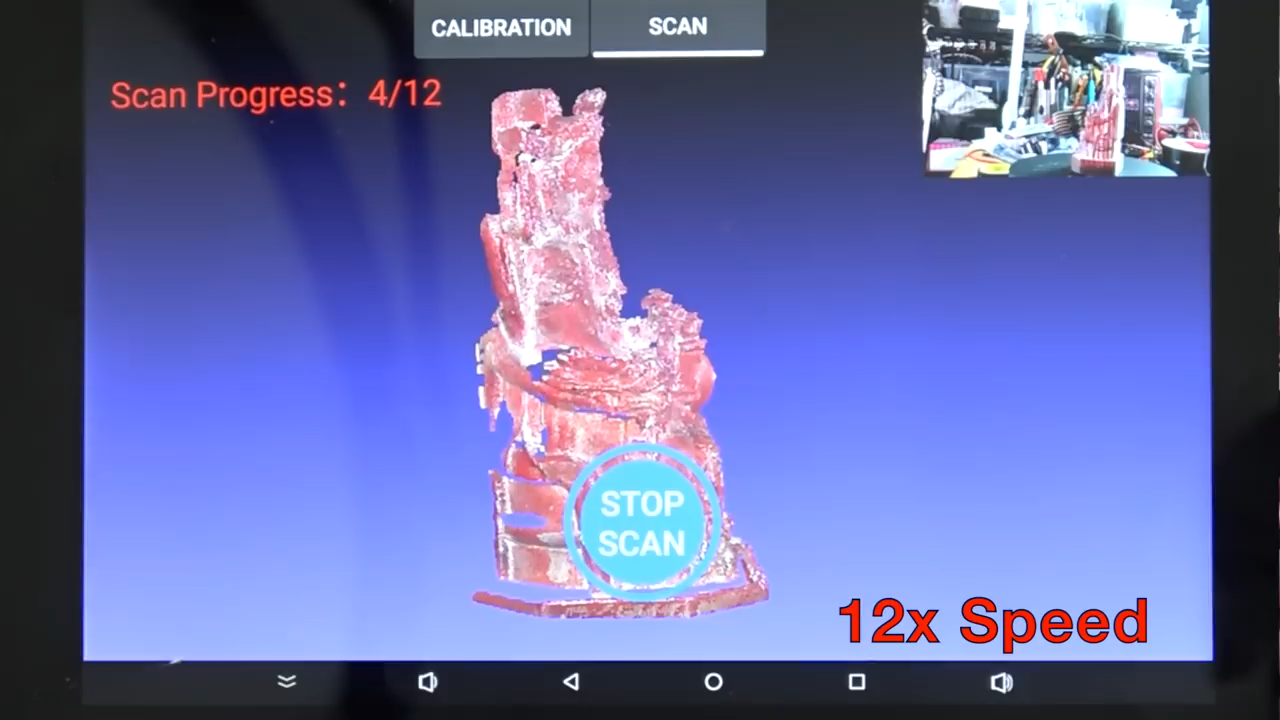 CALIBRATION
SCAN
Scan Progress: 4/12
STOP
SCAN
12x Speed